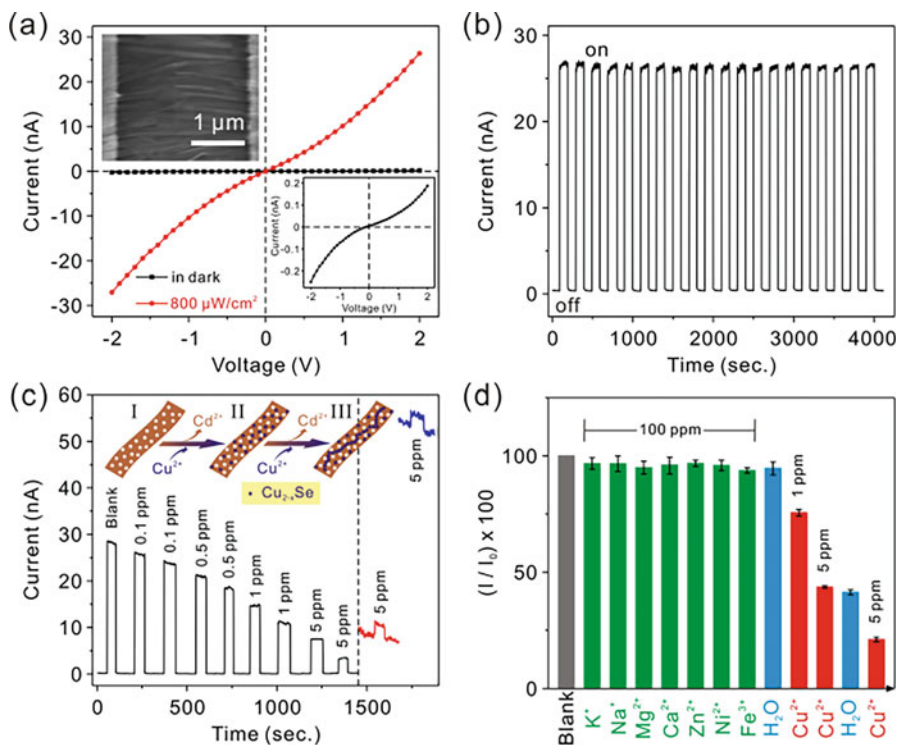 (a)
30
20
10
0
-10
-20
-30
Current (nA)
1 μm
in dark
800 μW/cm²
-2
-1
0
1
2
Voltage (V)
0.2
0.1
0
-0.1
-0.2
Current (nA)
-2
-1
0
1
2
Voltage (V)
(b)
30
25
20
15
10
5
0
Current (nA)
on
off
0
1000
2000
3000
4000
Time (sec.)
(c)
60
50
40
30
20
10
0
Current (nA)
I
II
III
Cd²⁺
Cd²⁺
Cu²⁺
Cu²⁺
Cu₂₋ₓSe
Blank
0.1 ppm
0.1 ppm
0.5 ppm
0.5 ppm
1 ppm
1 ppm
5 ppm
5 ppm
5 ppm
5 ppm
0
500
1000
1500
Time (sec.)
(d)
100
50
0
(I / I₀) x 100
100 ppm
1 ppm
5 ppm
5 ppm
Blank
K⁺
Na⁺
Mg²⁺
Ca²⁺
Zn²⁺
Ni²⁺
Fe³⁺
H₂O
Cu²⁺
Cu²⁺
H₂O
Cu²⁺